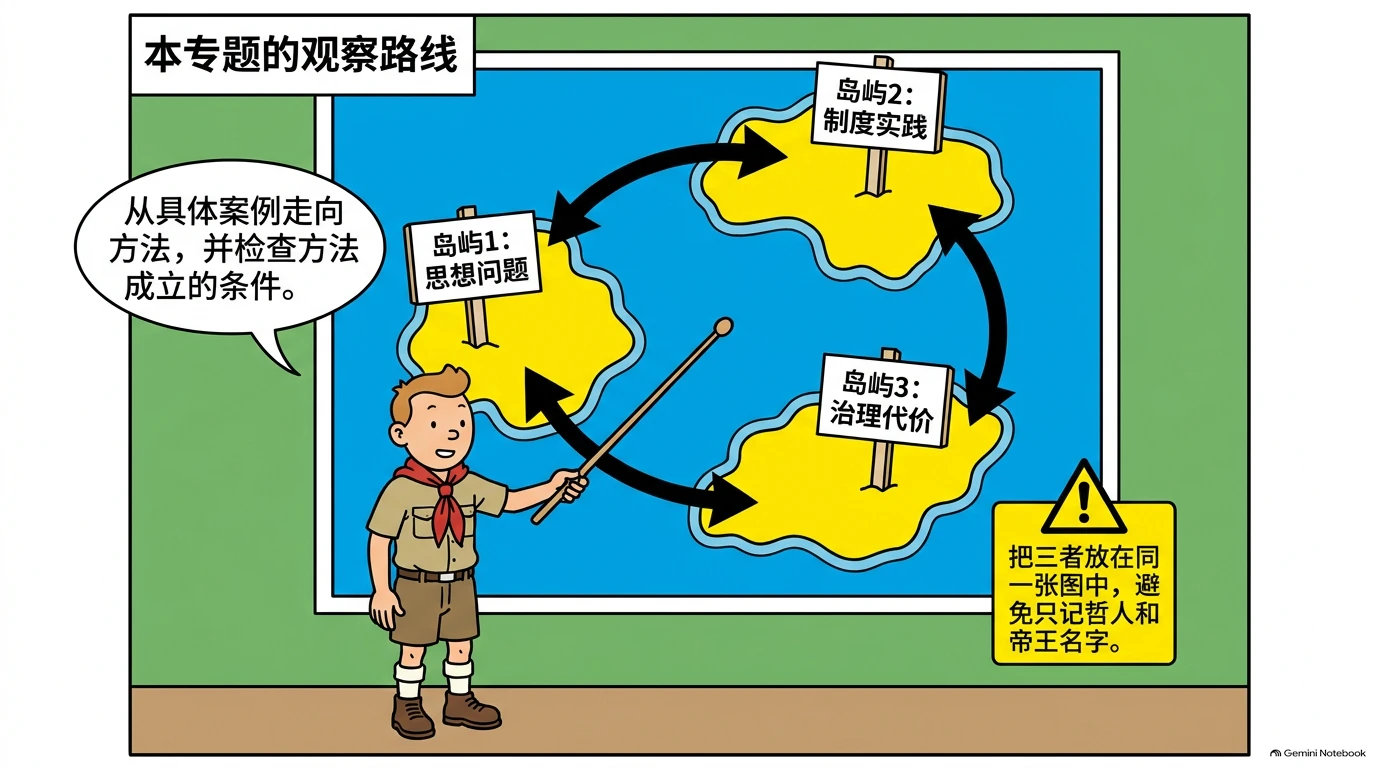 本专题的观察路线
从具体案例走向
方法，并检查方法
成立的条件。
岛屿1：
思想问题
岛屿2：
制度实践
岛屿3：
治理代价
把三者放在同
一张图中，避
免只记哲人和
帝王名字。
Gemini Notebook